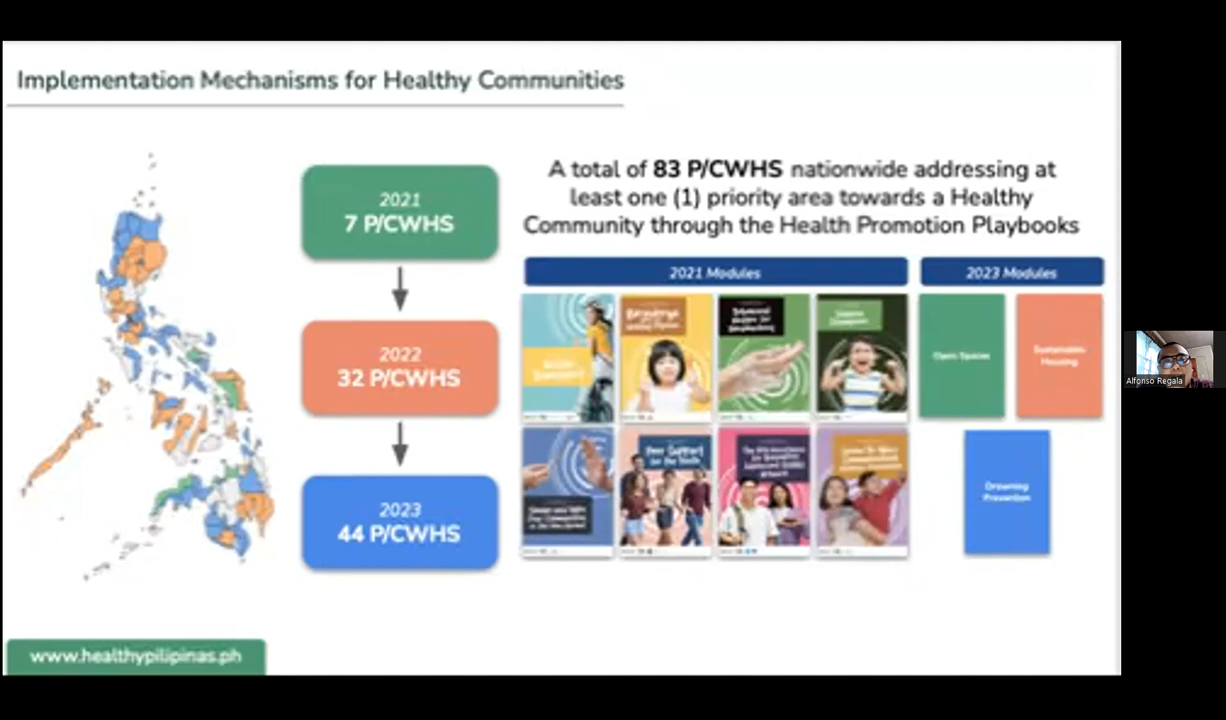 Implementation Mechanisms for Healthy Communities
2021
7 P/CWHS
2022
32 P/CWHS
2023
44 P/CWHS
A total of 83 P/CWHS nationwide addressing at
least one (1) priority area towards a Healthy
Community through the Health Promotion Playbooks
2021 Modules
2023 Modules
Open Spaces
Sustainable
Housing
Peer Support
for the Youth
Drowning
Prevention
www.healthypilipinas.ph
Alfonso Regala